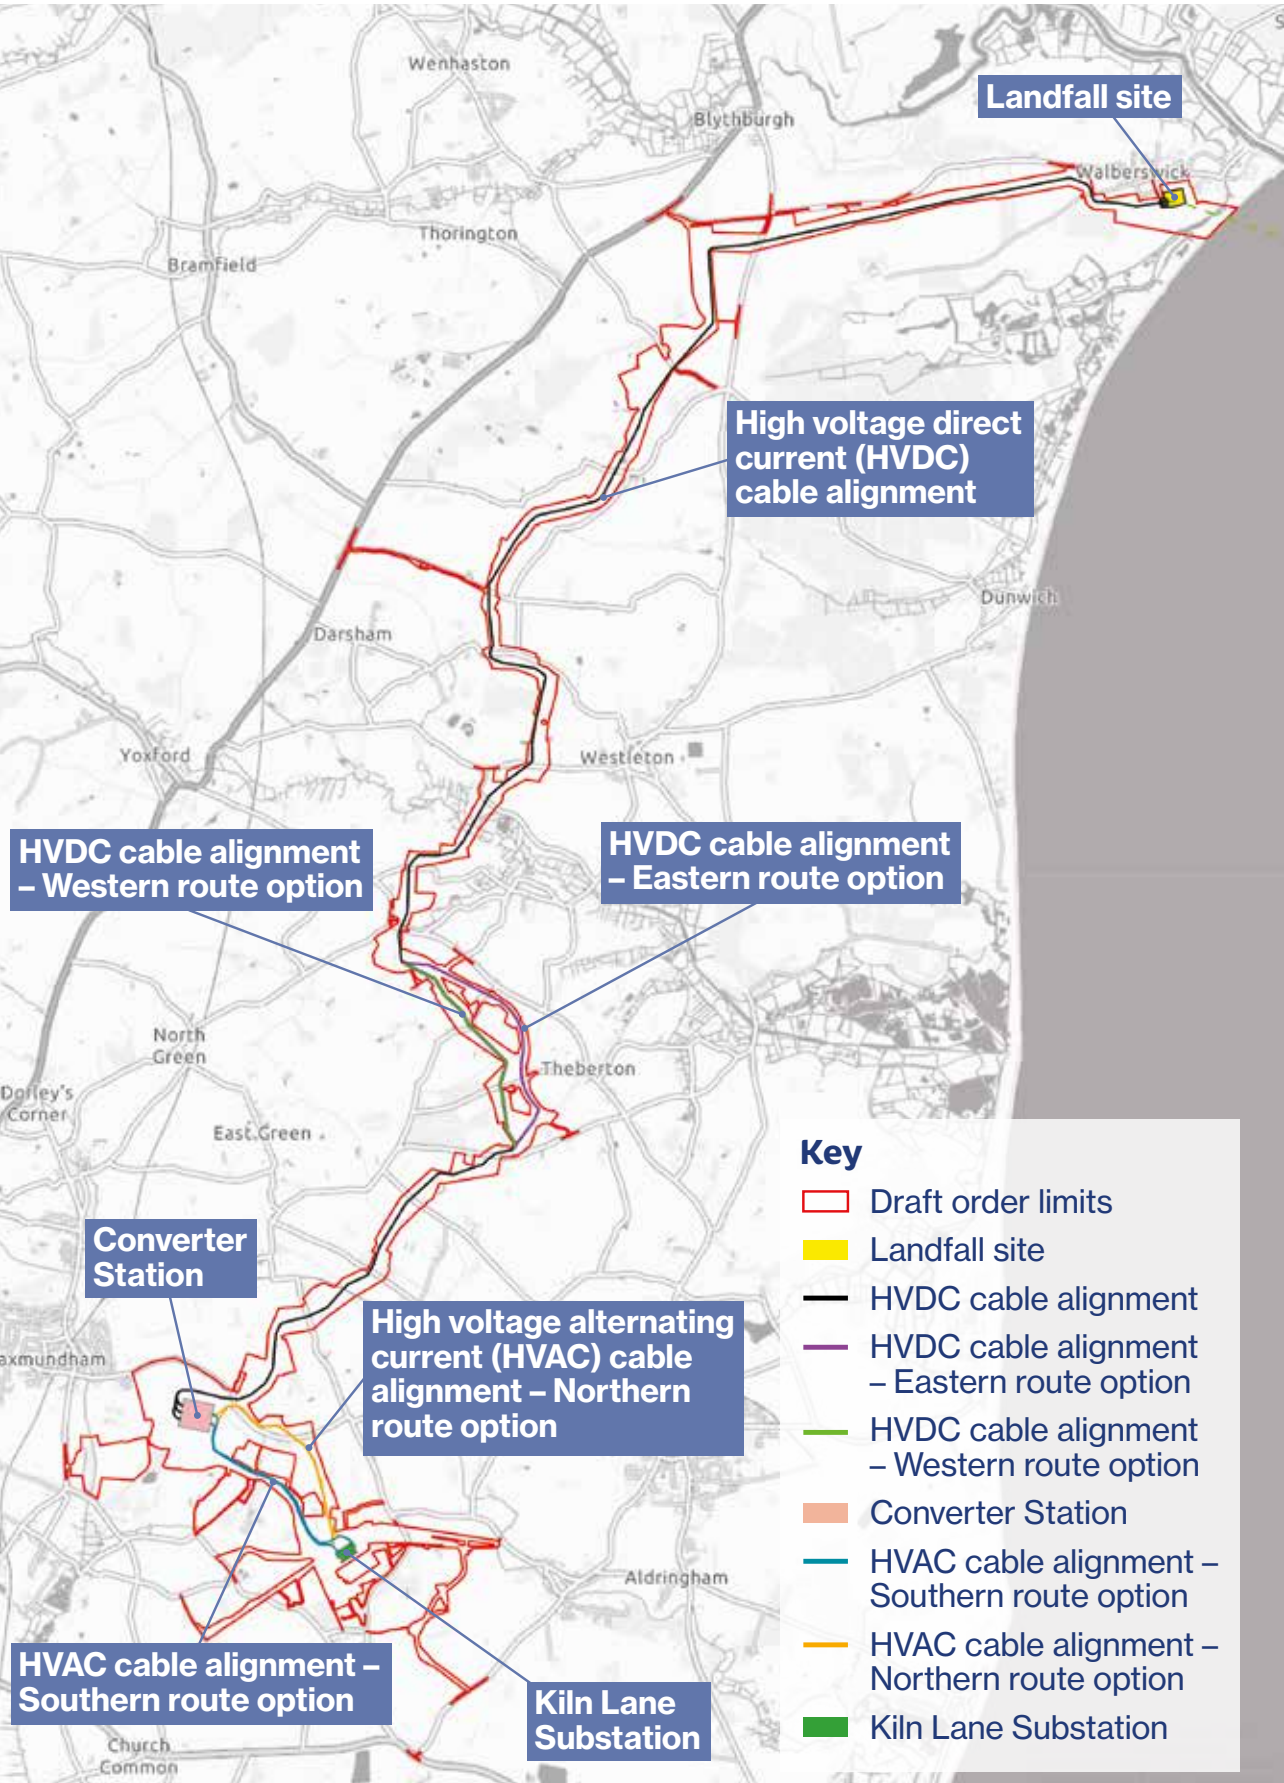 Wenhaston
Landfall site
Blythburgh
Walberswick
Thorington
Bramfield
High voltage direct
current (HVDC)
cable alignment
Dunwich
Darsham
Yoxford
Westleton
HVDC cable alignment
– Western route option
HVDC cable alignment
– Eastern route option
North
Green
Theberton
Dorley's
Corner
East Green
Converter
Station
High voltage alternating
current (HVAC) cable
alignment – Northern
route option
axmundham
Aldringham
HVAC cable alignment –
Southern route option
Kiln Lane
Substation
Church
Common
Key
Draft order limits
Landfall site
HVDC cable alignment
HVDC cable alignment
– Eastern route option
HVDC cable alignment
– Western route option
Converter Station
HVAC cable alignment –
Southern route option
HVAC cable alignment –
Northern route option
Kiln Lane Substation